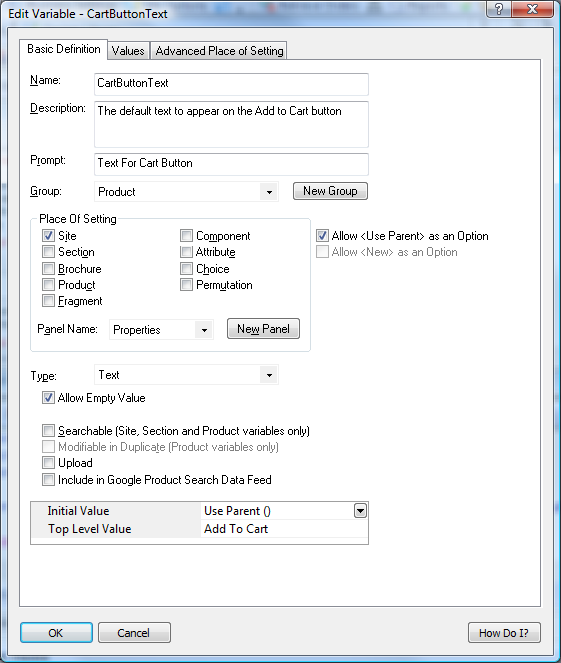 Edit Variable - CartButtonText
Basic Definition Values Advanced Place of Setting
Name: CartButtonText
Description: The default text to appear on the Add to Cart button
Prompt: Text For Cart Button
Group: Product New Group
Place Of Setting
Site Component Allow <Use Parent> as an Option
Section Attribute Allow <New> as an Option
Brochure Choice
Product Permutation
Fragment
Panel Name: Properties New Panel
Type: Text
Allow Empty Value
Searchable (Site, Section and Product variables only)
Modifiable in Duplicate (Product variables only)
Upload
Include in Google Product Search Data Feed
Initial Value Use Parent ()
Top Level Value Add To Cart
OK Cancel How Do I?